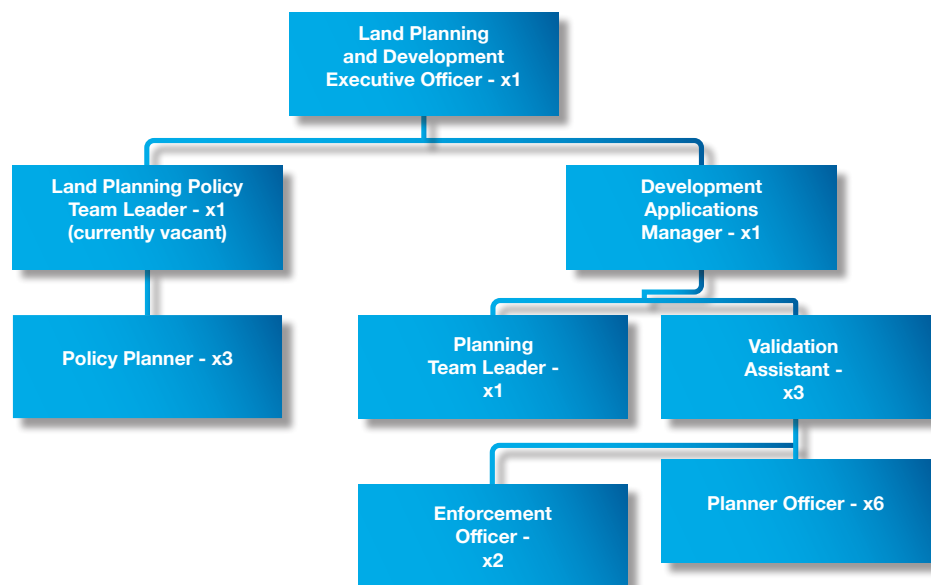 Land Planning
and Development
Executive Officer - x1
Land Planning Policy
Team Leader - x1
(currently vacant)
Development
Applications
Manager - x1
Policy Planner - x3
Planning
Team Leader -
x1
Validation
Assistant -
x3
Enforcement
Officer -
x2
Planner Officer - x6